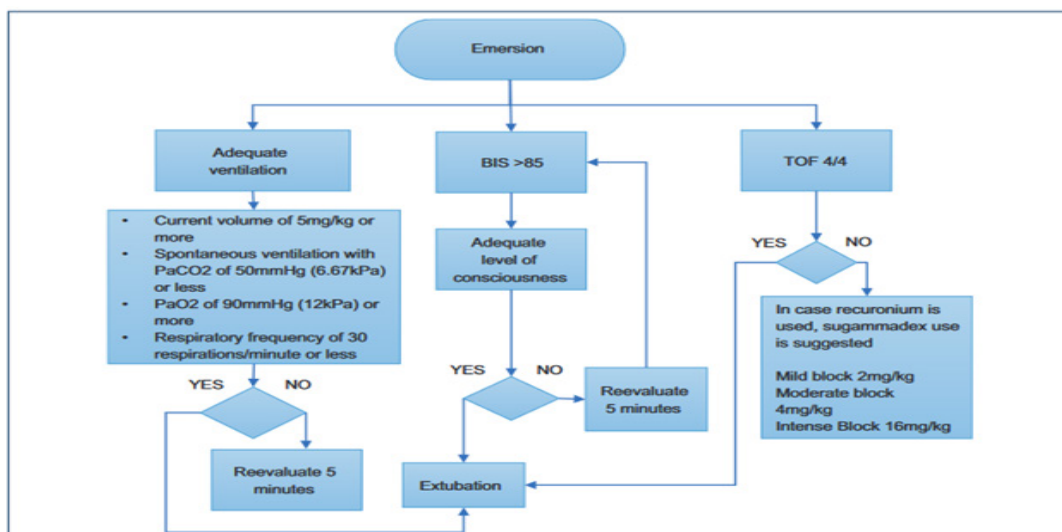 Emersion
Adequate
ventilation
BIS >85
TOF 4/4
• Current volume of 5mg/kg or
more
• Spontaneous ventilation with
PaCO2 of 50mmHg (6.67kPa)
or less
• PaO2 of 90mmHg (12kPa) or
more
• Respiratory frequency of 30
respirations/minute or less
Adequate
level of
consciousness
YES NO
In case recuronium is
used, sugammadex use
is suggested
Mild block 2mg/kg
Moderate block
4mg/kg
Intense Block 16mg/kg
YES NO
YES NO
Reevaluate
5 minutes
Reevaluate 5
minutes
Extubation